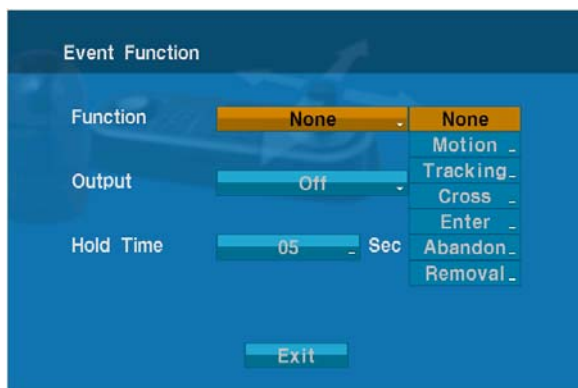 Event Function
Function None None
Motion
Tracking
Output Off
Cross
Enter
Hold Time 05 Sec Abandon
Removal
Exit